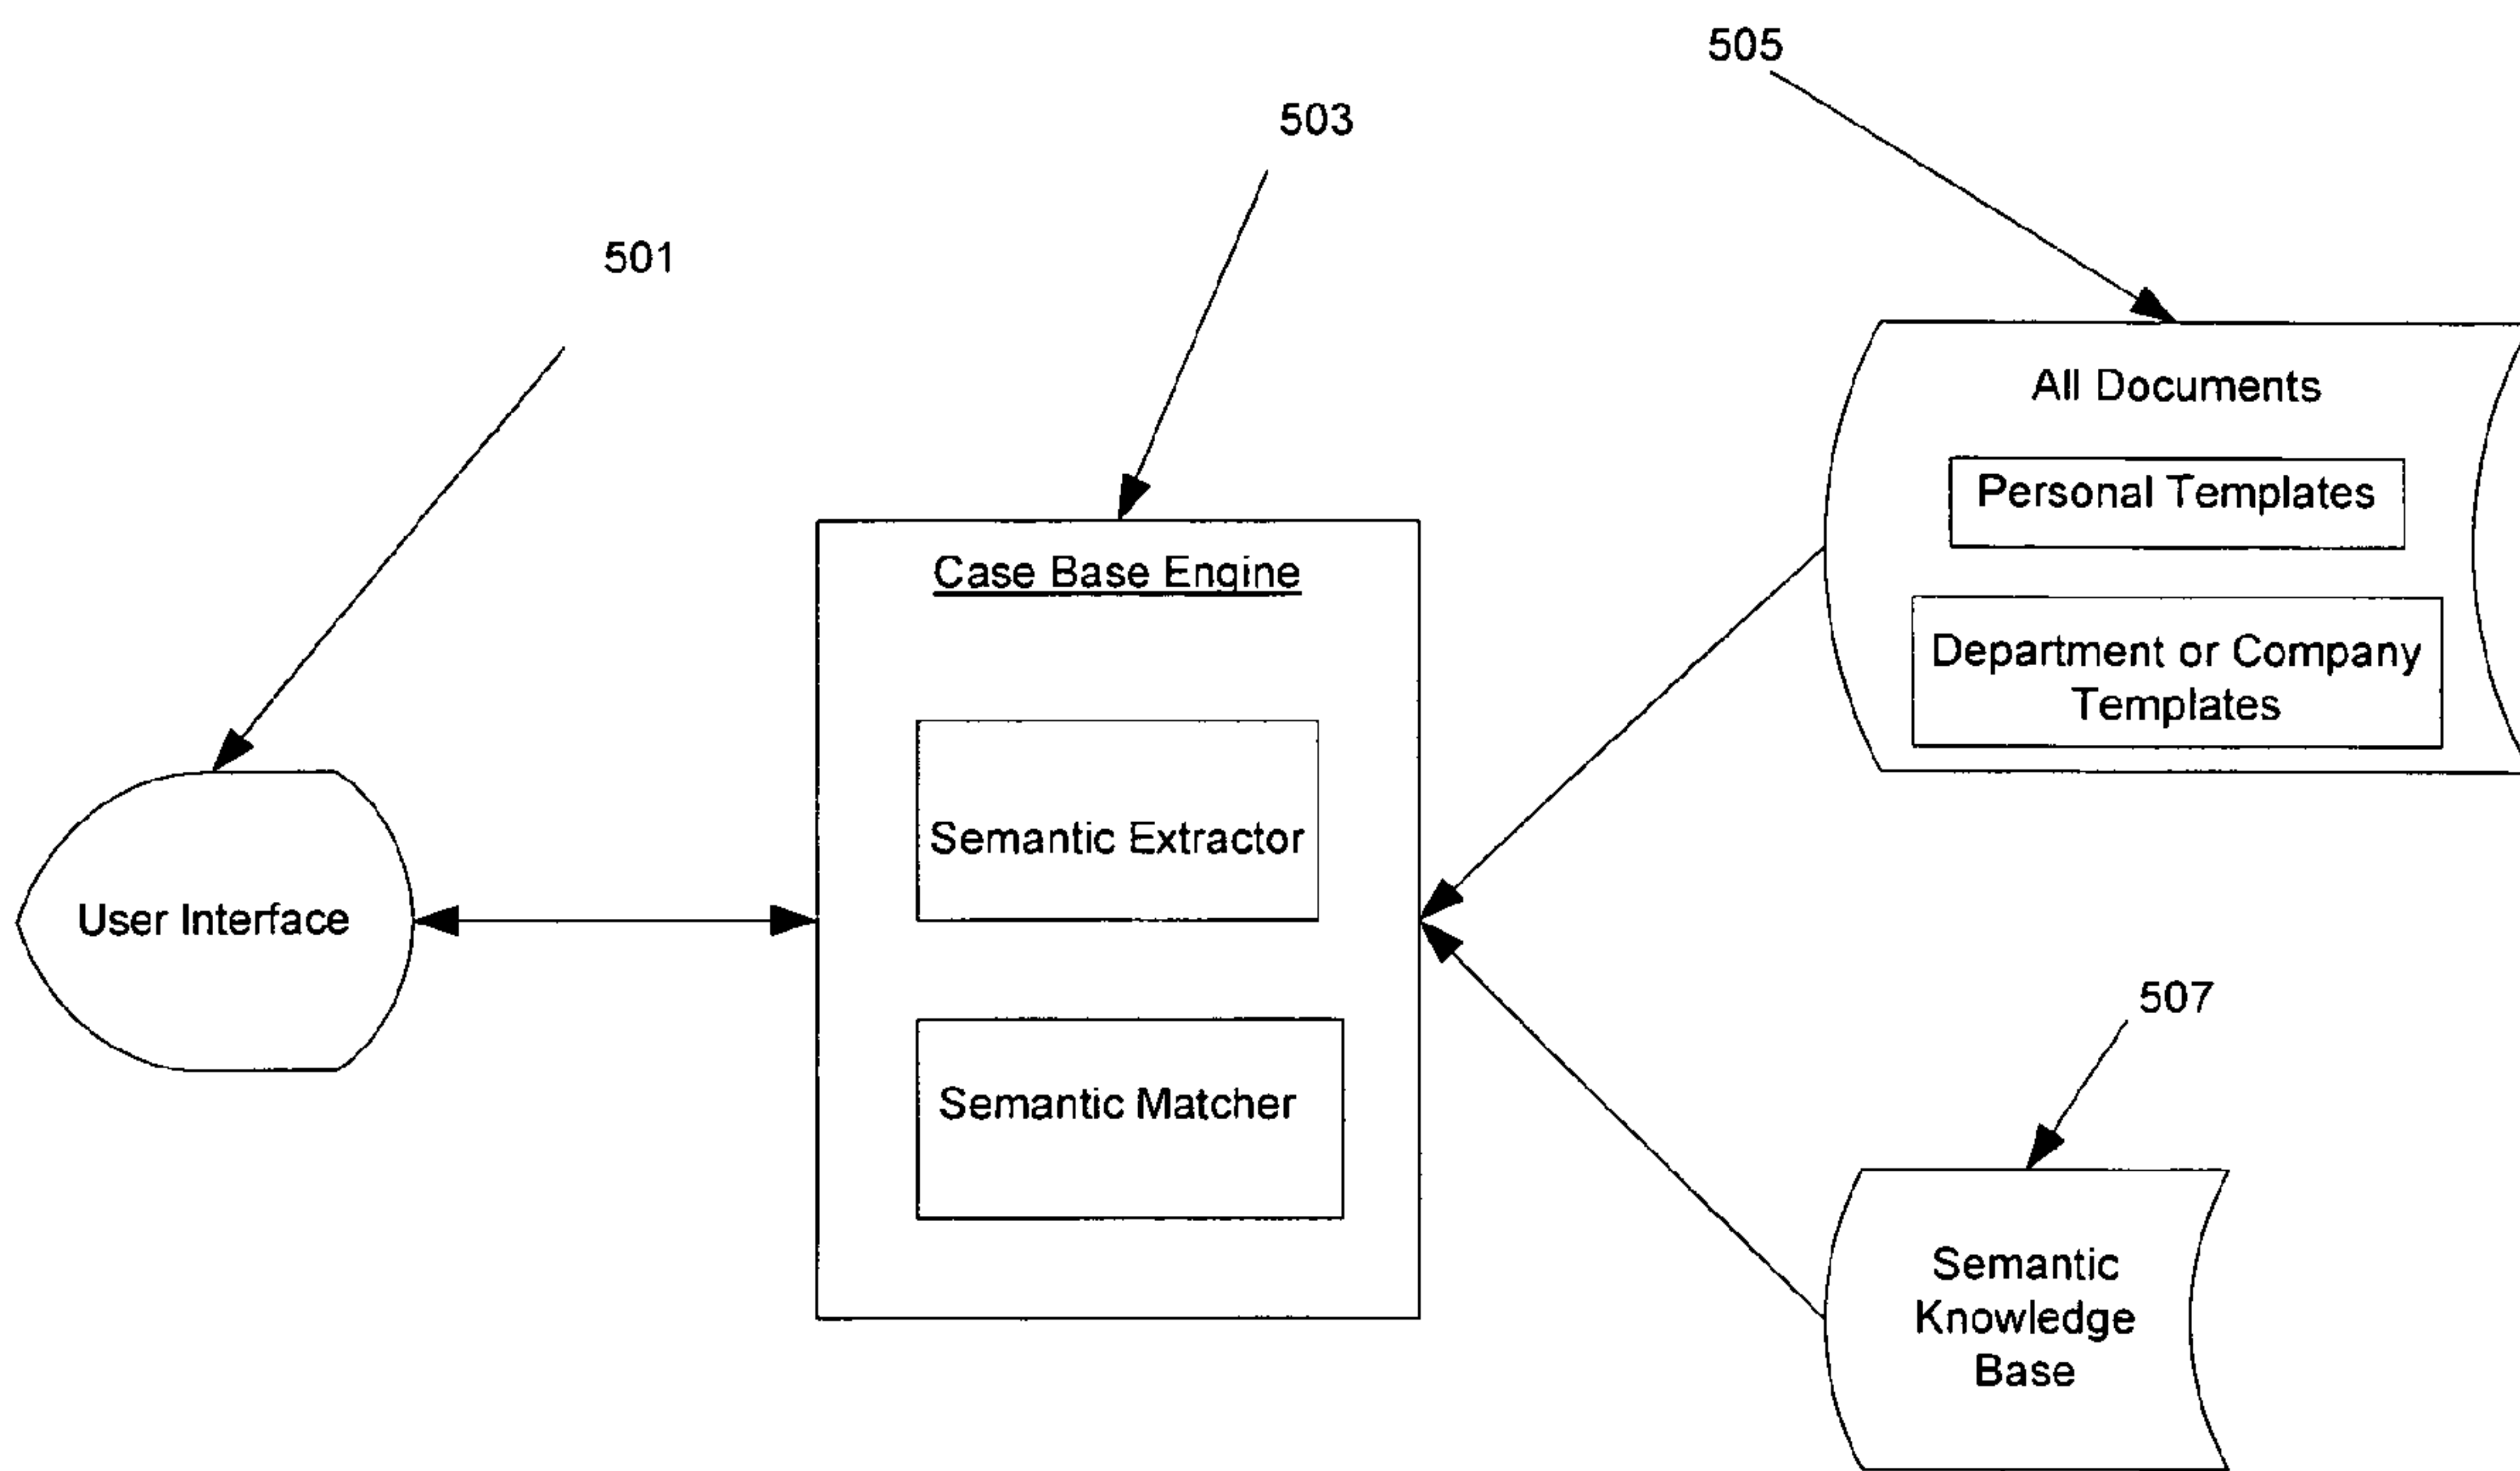 505
503
501
All Documents
Personal Templates
Department or Company
Templates
Case Base Engine
Semantic Extractor
User Interface
Semantic Matcher
507
Semantic
Knowledge
Base